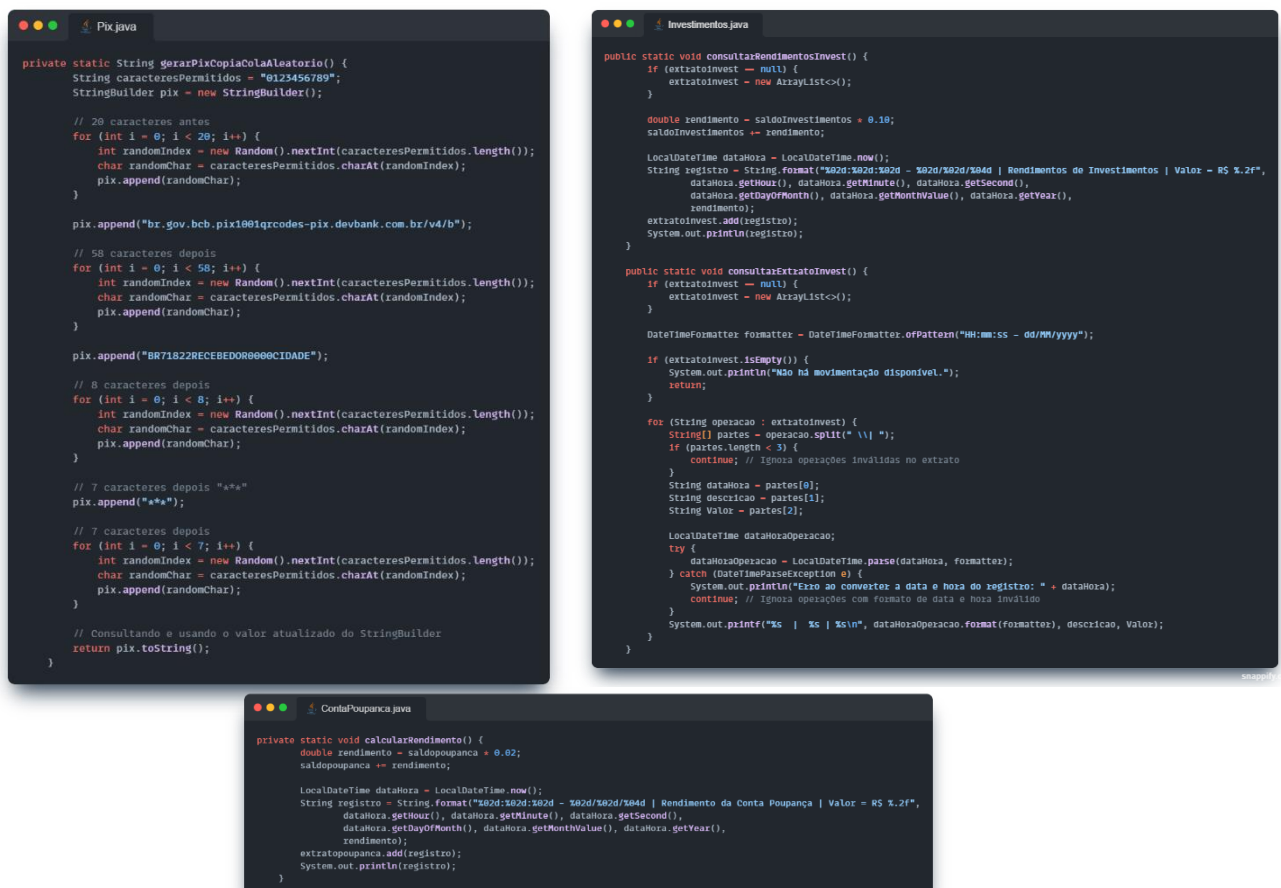 Pix.java
private static String gerarPixCopiaColaAleatorio() {
String caracteresPermitidos = "0123456789";
StringBuilder pix = new StringBuilder();
// 20 caracteres antes
for (int i = 0; i < 20; i++) {
int randomIndex = new Random().nextInt(caracteresPermitidos.length());
char randomChar = caracteresPermitidos.charAt(randomIndex);
pix.append(randomChar);
}
pix.append("br.gov.bcb.pix1001qrcodes-pix.devbank.com.br/v4/b");
// 58 caracteres depois
for (int i = 0; i < 58; i++) {
int randomIndex = new Random().nextInt(caracteresPermitidos.length());
char randomChar = caracteresPermitidos.charAt(randomIndex);
pix.append(randomChar);
}
pix.append("BR71822RECEBEDOR0000CIDADE");
// 8 caracteres depois
for (int i = 0; i < 8; i++) {
int randomIndex = new Random().nextInt(caracteresPermitidos.length());
char randomChar = caracteresPermitidos.charAt(randomIndex);
pix.append(randomChar);
}
// 7 caracteres depois "***"
pix.append("***");
// 7 caracteres depois
for (int i = 0; i < 7; i++) {
int randomIndex = new Random().nextInt(caracteresPermitidos.length());
char randomChar = caracteresPermitidos.charAt(randomIndex);
pix.append(randomChar);
}
// Consultando e usando o valor atualizado do StringBuilder
return pix.toString();
}
Investimentos.java
public static void consultarRendimentosInvest() {
if (extratoinvest == null) {
extratoinvest = new ArrayList<>();
}
double rendimento = saldoInvestimentos * 0.10;
saldoInvestimentos += rendimento;
LocalDateTime dataHora = LocalDateTime.now();
String registro = String.format("%02d:%02d:%02d - %02d/%02d/%04d | Rendimentos de Investimentos | Valor = R$ %.2f",
dataHora.getHour(), dataHora.getMinute(), dataHora.getSecond(),
dataHora.getDayOfMonth(), dataHora.getMonthValue(), dataHora.getYear(),
rendimento);
extratoinvest.add(registro);
System.out.println(registro);
}
public static void consultarExtratoInvest() {
if (extratoinvest == null) {
extratoinvest = new ArrayList<>();
}
DateTimeFormatter formatter = DateTimeFormatter.ofPattern("HH:mm:ss - dd/MM/yyyy");
if (extratoinvest.isEmpty()) {
System.out.println("Não há movimentação disponível.");
return;
}
for (String operacao : extratoinvest) {
String[] partes = operacao.split(" \\| ");
if (partes.length < 3) {
continue; // Ignora operações inválidas no extrato
}
String dataHora = partes[0];
String descricao = partes[1];
String Valor = partes[2];
LocalDateTime dataHoraOperacao;
try {
dataHoraOperacao = LocalDateTime.parse(dataHora, formatter);
} catch (DateTimeParseException e) {
System.out.println("Erro ao converter a data e hora do registro: " + dataHora);
continue; // Ignora operações com formato de data e hora inválido
}
System.out.printf("%s  |  %s | %s\n", dataHoraOperacao.format(formatter), descricao, Valor);
}
}
snappify
ContaPoupanca.java
private static void calcularRendimento() {
double rendimento = saldopoupanca * 0.02;
saldopoupanca += rendimento;
LocalDateTime dataHora = LocalDateTime.now();
String registro = String.format("%02d:%02d:%02d - %02d/%02d/%04d | Rendimento da Conta Poupança | Valor = R$ %.2f",
dataHora.getHour(), dataHora.getMinute(), dataHora.getSecond(),
dataHora.getDayOfMonth(), dataHora.getMonthValue(), dataHora.getYear(),
rendimento);
extratopoupanca.add(registro);
System.out.println(registro);
}